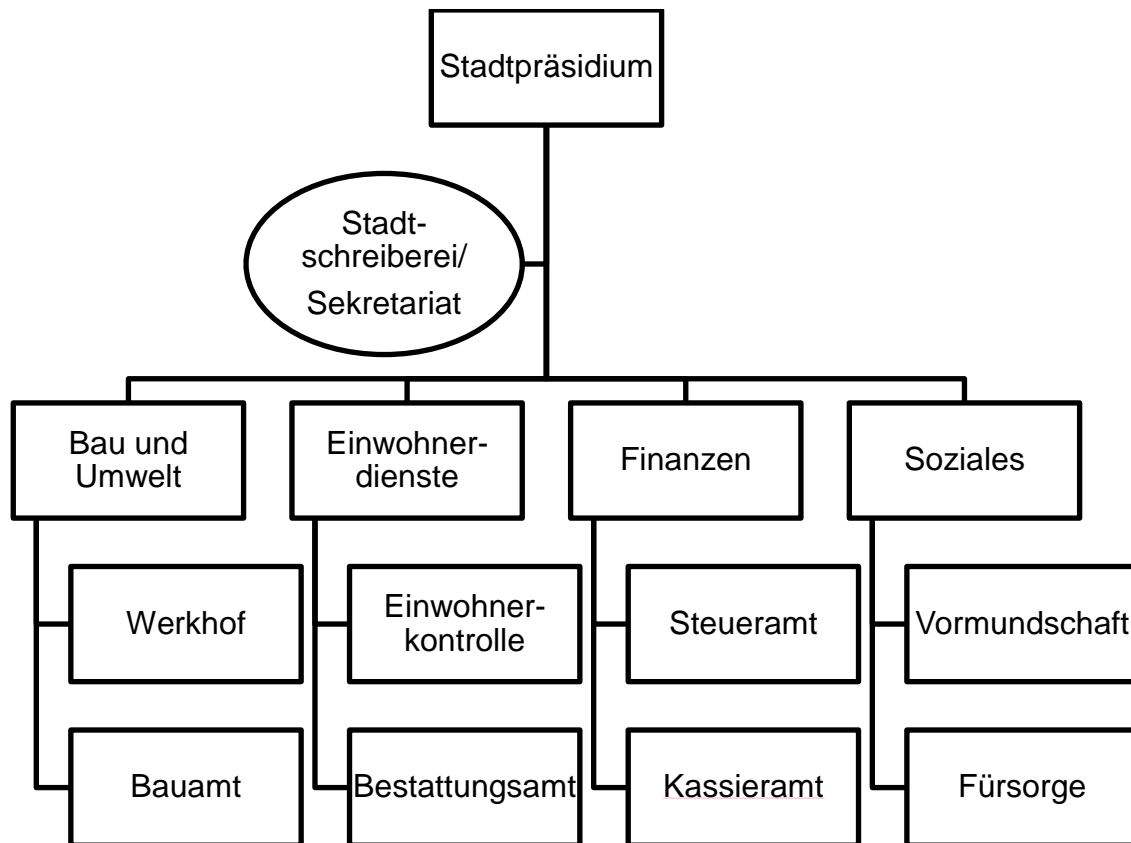 Stadtpräsidium
Stadt-
schreiberei/
Sekretariat
Bau und
Umwelt
Einwohner-
dienste
Finanzen
Soziales
Werkhof
Einwohner-
kontrolle
Steueramt
Vormundschaft
Bauamt
Bestattungsamt
Kassieramt
Fürsorge